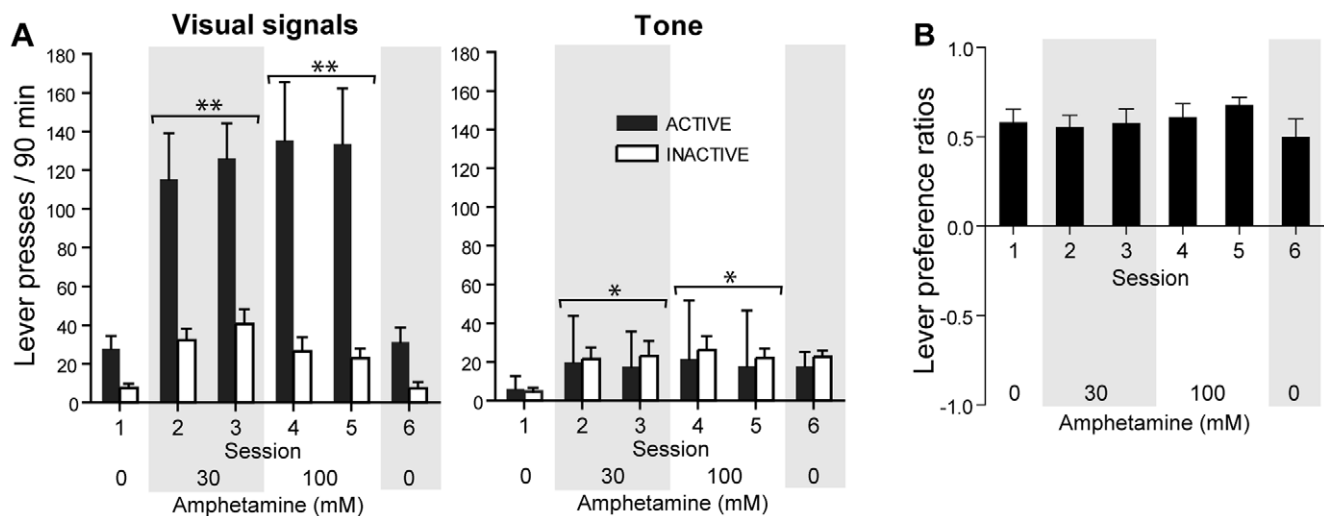 A
Visual signals
Lever presses / 90 min
180
160
140
120
100
80
60
40
20
0
**
**
1 2 3 4 5 6
Session
0 30 100 0
Amphetamine (mM)
Tone
180
160
140
120
100
80
60
40
20
0
ACTIVE
INACTIVE
*
*
1 2 3 4 5 6
Session
0 30 100 0
Amphetamine (mM)
B
Lever preference ratios
1.0
0.5
0.0
-0.5
-1.0
1 2 3 4 5 6
Session
0 30 100 0
Amphetamine (mM)